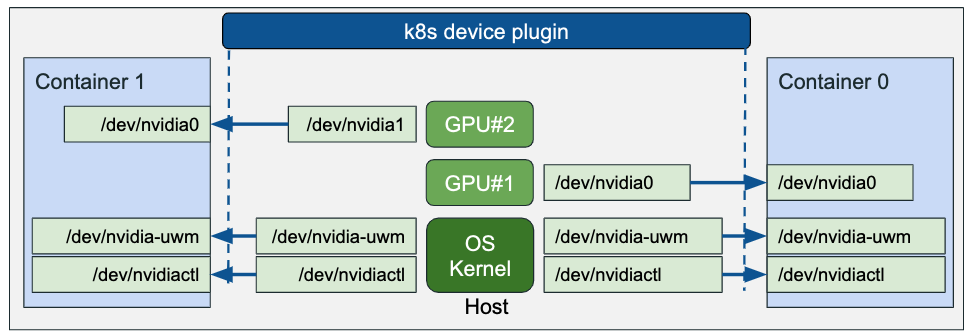 k8s device plugin
Container 1
Container 0
/dev/nvidia0
/dev/nvidia1
GPU#2
GPU#1
/dev/nvidia0
/dev/nvidia0
/dev/nvidia-uwm
/dev/nvidia-uwm
OS
Kernel
/dev/nvidia-uwm
/dev/nvidia-uwm
/dev/nvidiactl
/dev/nvidiactl
/dev/nvidiactl
/dev/nvidiactl
Host